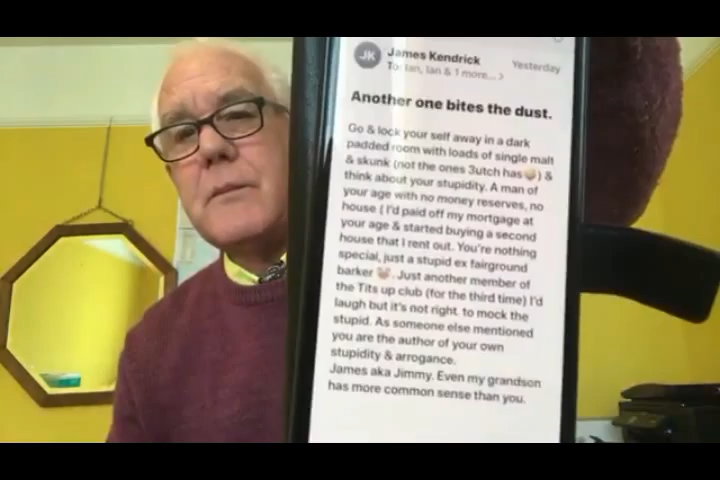 JK
James Kendrick
Yesterday
To: Ian, Ian & 1 more... >
Another one bites the dust.
Go & lock your self away in a dark
padded room with loads of single malt
& skunk (not the ones 3utch has 🤣) &
think about your stupidity. A man of
your age with no money reserves, no
house ( I'd paid off my mortgage at
your age & started buying a second
house that I rent out. You're nothing
special, just a stupid ex fairground
barker 🐷. Just another member of
the Tits up club (for the third time) I'd
laugh but it's not right, to mock the
stupid. As someone else mentioned
you are the author of your own
stupidity & arrogance.
James aka Jimmy. Even my grandson
has more common sense than you.